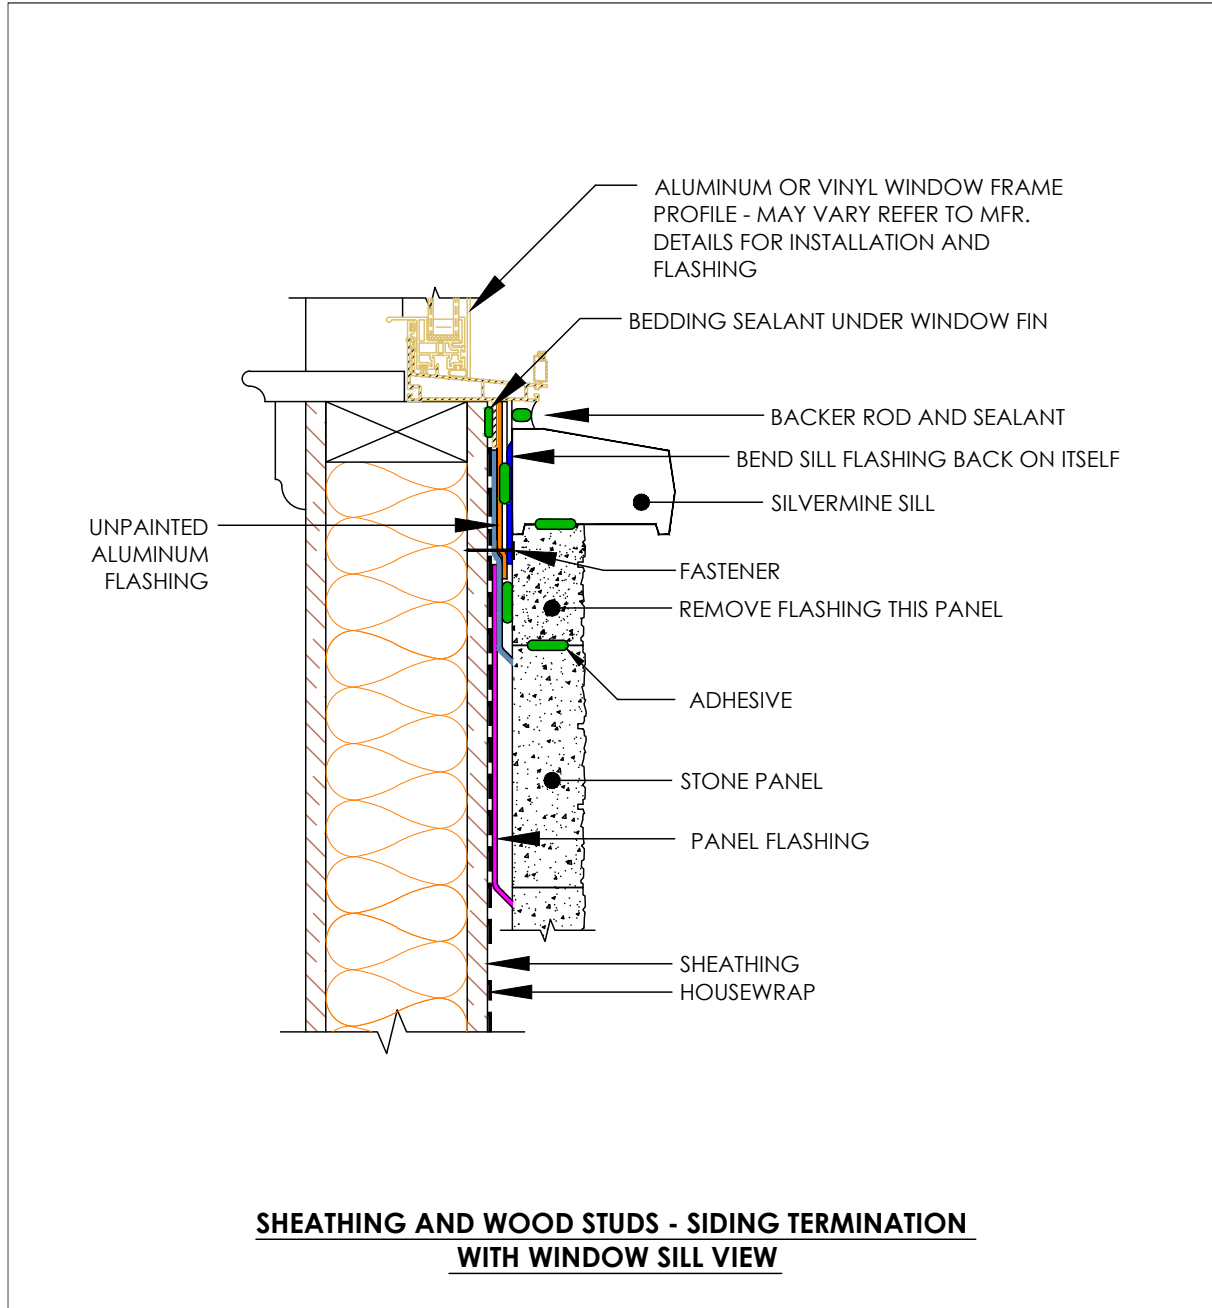 ALUMINUM OR VINYL WINDOW FRAME
PROFILE - MAY VARY REFER TO MFR.
DETAILS FOR INSTALLATION AND
FLASHING
BEDDING SEALANT UNDER WINDOW FIN
BACKER ROD AND SEALANT
BEND SILL FLASHING BACK ON ITSELF
SILVERMINE SILL
UNPAINTED
ALUMINUM
FLASHING
FASTENER
REMOVE FLASHING THIS PANEL
ADHESIVE
STONE PANEL
PANEL FLASHING
SHEATHING
HOUSEWRAP
SHEATHING AND WOOD STUDS - SIDING TERMINATION
WITH WINDOW SILL VIEW